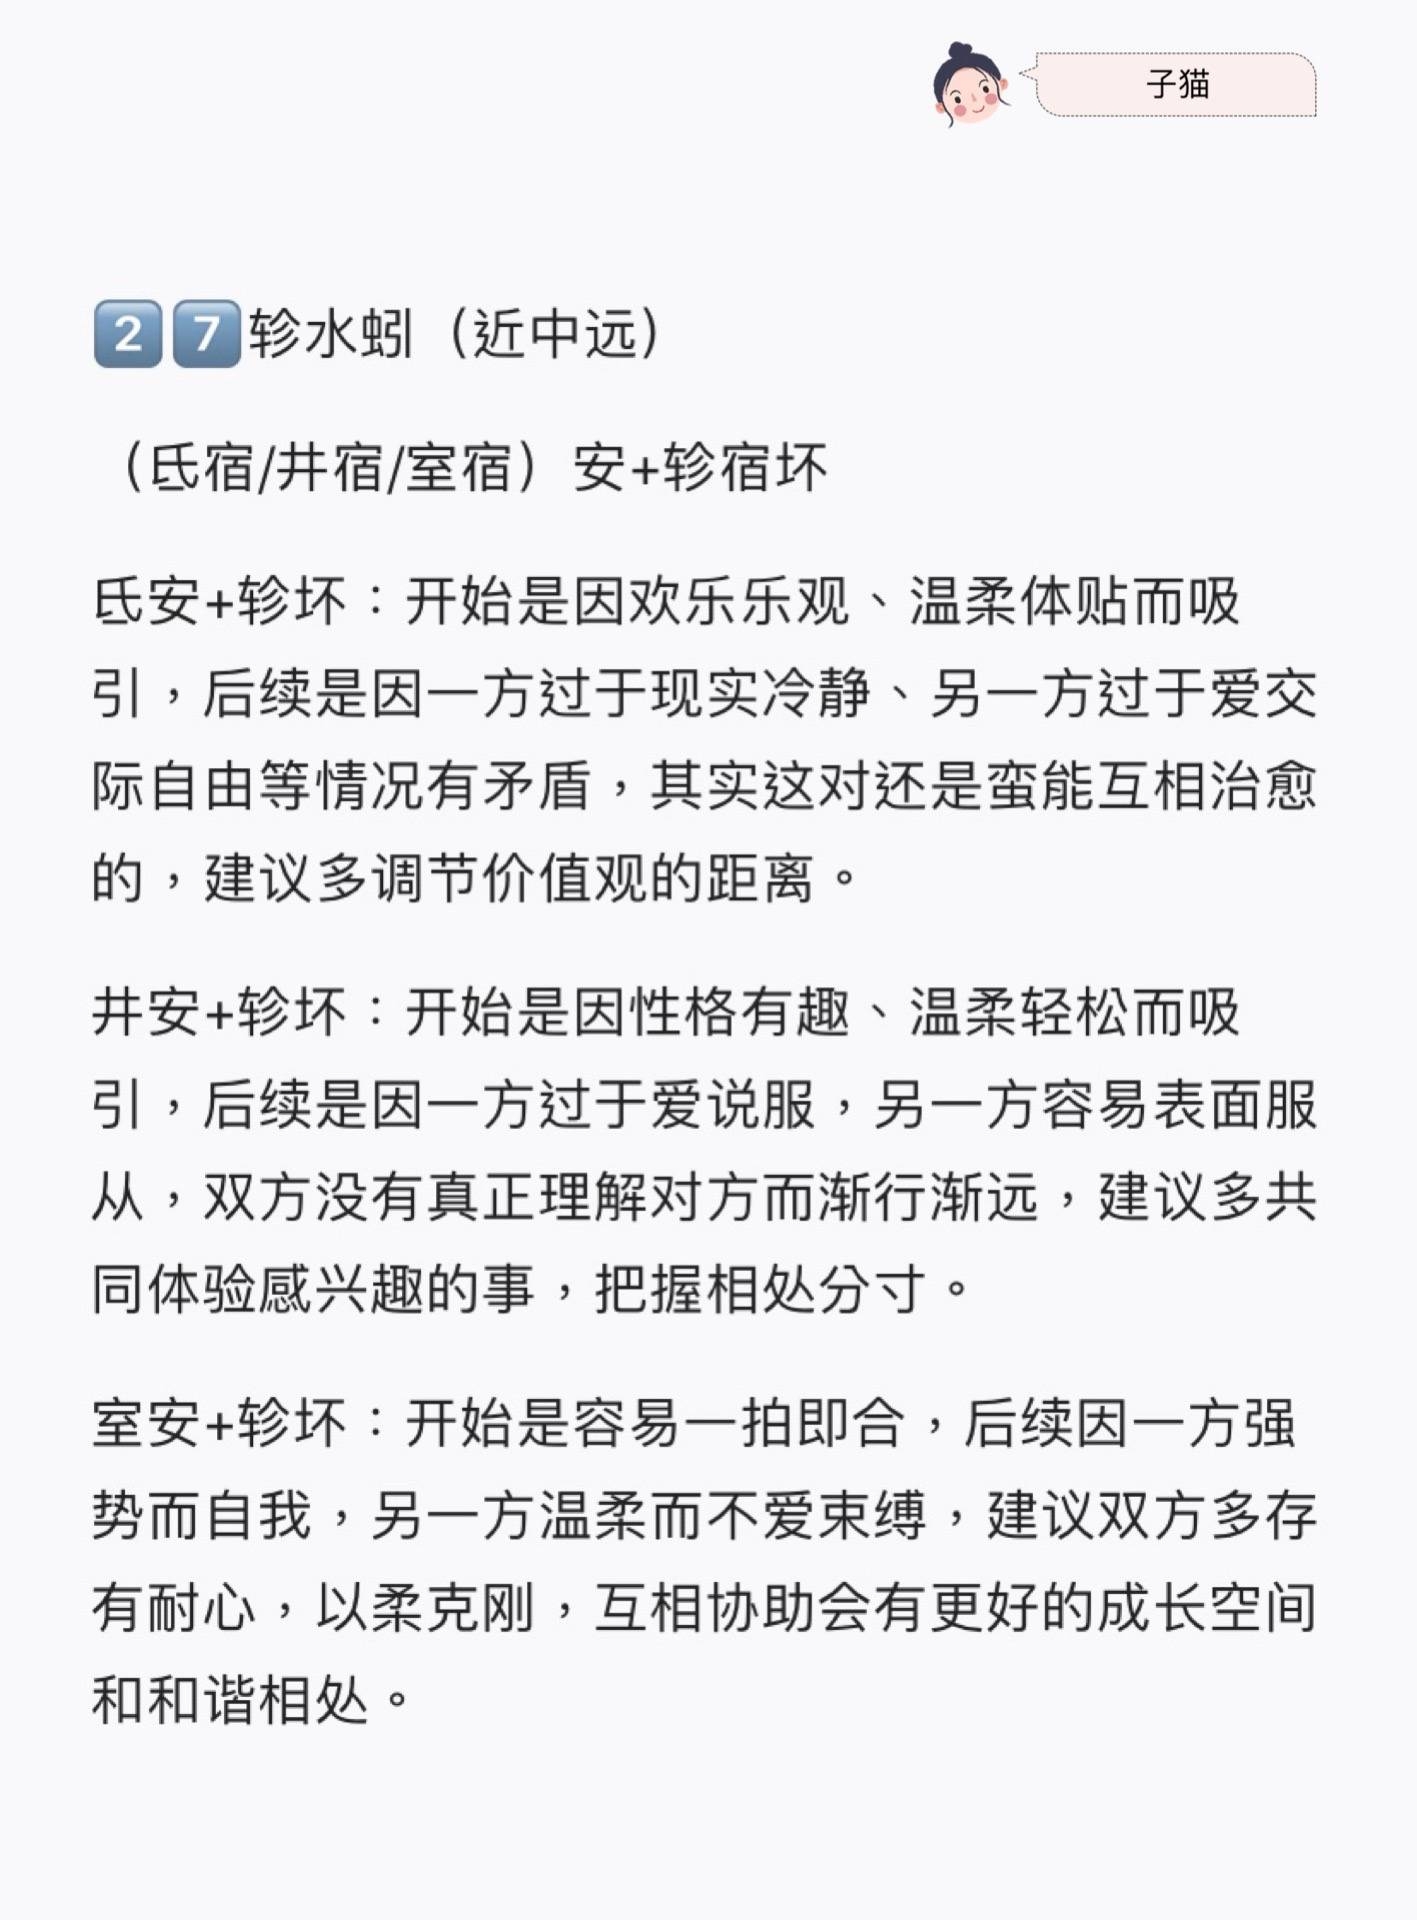 子猫
27轸水蚓（近中远）
（氐宿/井宿/室宿）安+轸宿坏
氐安+轸坏：开始是因欢乐乐观、温柔体贴而吸
引，后续是因一方过于现实冷静、另一方过于爱交
际自由等情况有矛盾，其实这对还是蛮能互相治愈
的，建议多调节价值观的距离。
井安+轸坏：开始是因性格有趣、温柔轻松而吸
引，后续是因一方过于爱说服，另一方容易表面服
从，双方没有真正理解对方而渐行渐远，建议多共
同体验感兴趣的事，把握相处分寸。
室安+轸坏：开始是容易一拍即合，后续因一方强
势而自我，另一方温柔而不爱束缚，建议双方多存
有耐心，以柔克刚，互相协助会有更好的成长空间
和和谐相处。